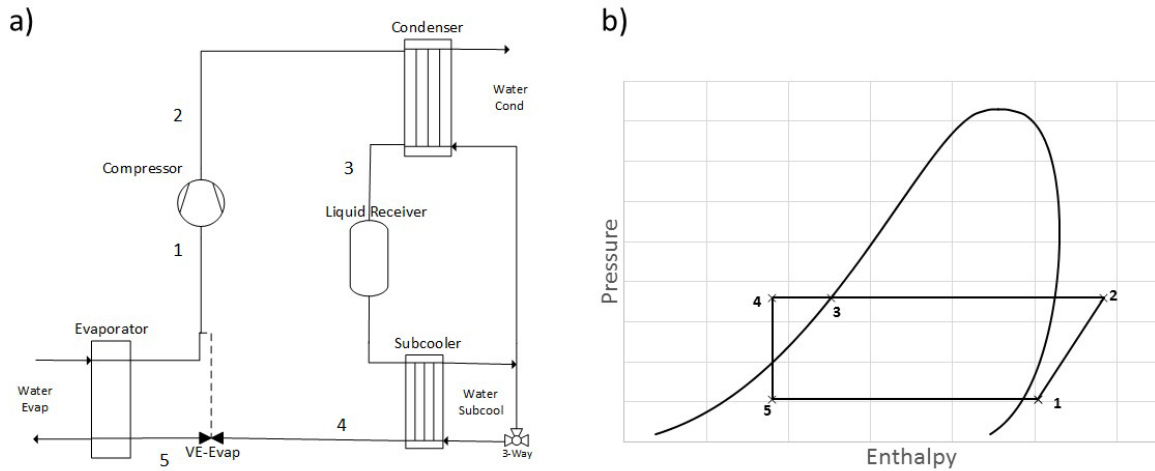 a)
Condenser
Water
Cond
2
Compressor
3
Liquid Receiver
1
Evaporator
Subcooler
Water
Evap
Water
Subcool
4
VE-Evap
3-Way
5
b)
Pressure
4
3
2
5
1
Enthalpy